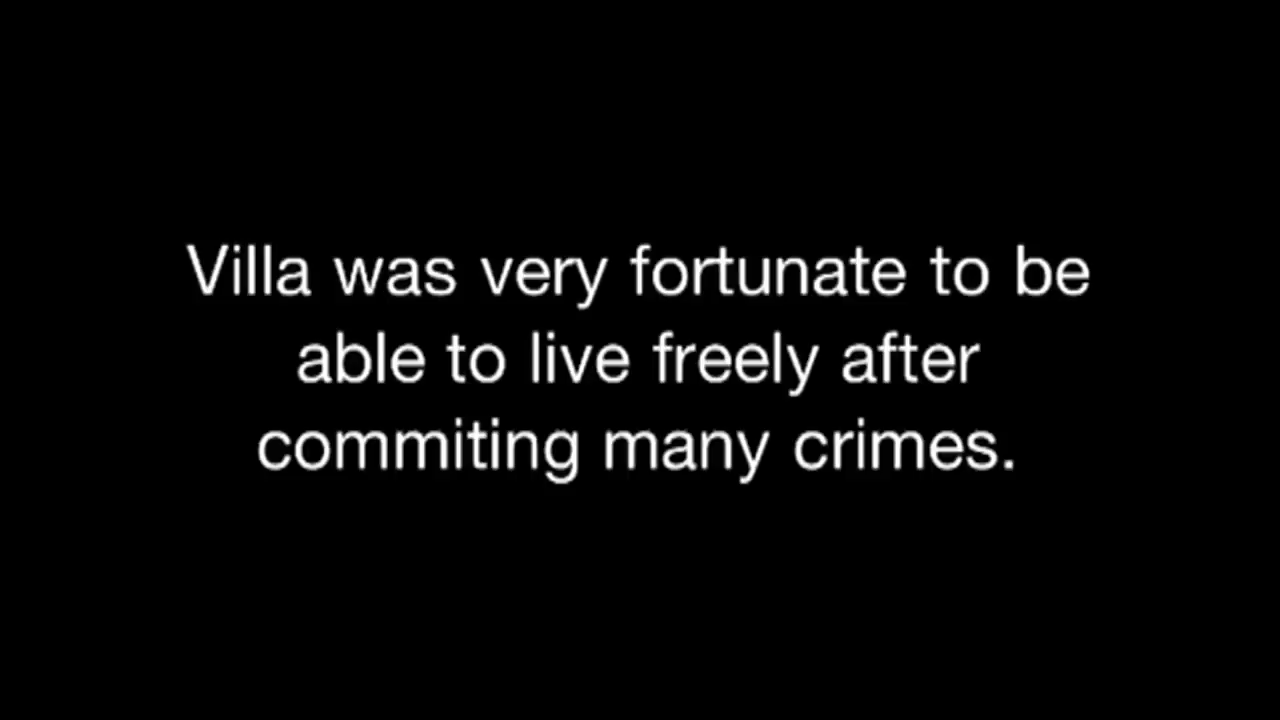 Villa was very fortunate to be
able to live freely after
commiting many crimes.